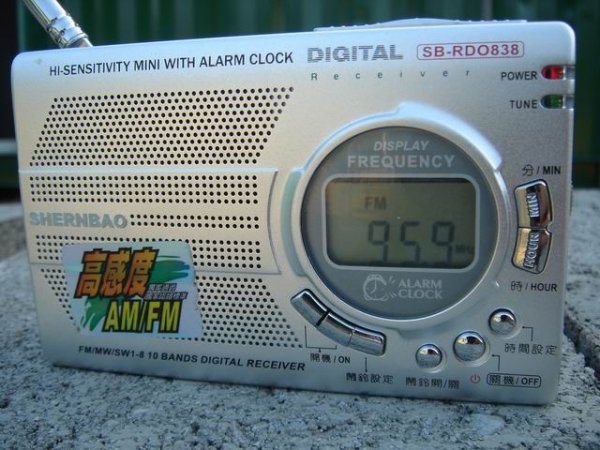 HI-SENSITIVITY MINI WITH ALARM CLOCK
DIGITAL
SB-RDO838
Receiver
POWER
TUNE
DISPLAY
FREQUENCY
分/MIN
FM
95.9 MHz
MIN
HOUR
時/HOUR
SHERNBAO
高感度
AM/FM
ALARM
CLOCK
FM/MW/SW1-8 10 BANDS DIGITAL RECEIVER
開機/ON
鬧鈴設定
鬧鈴開/關
關機/OFF
時間設定